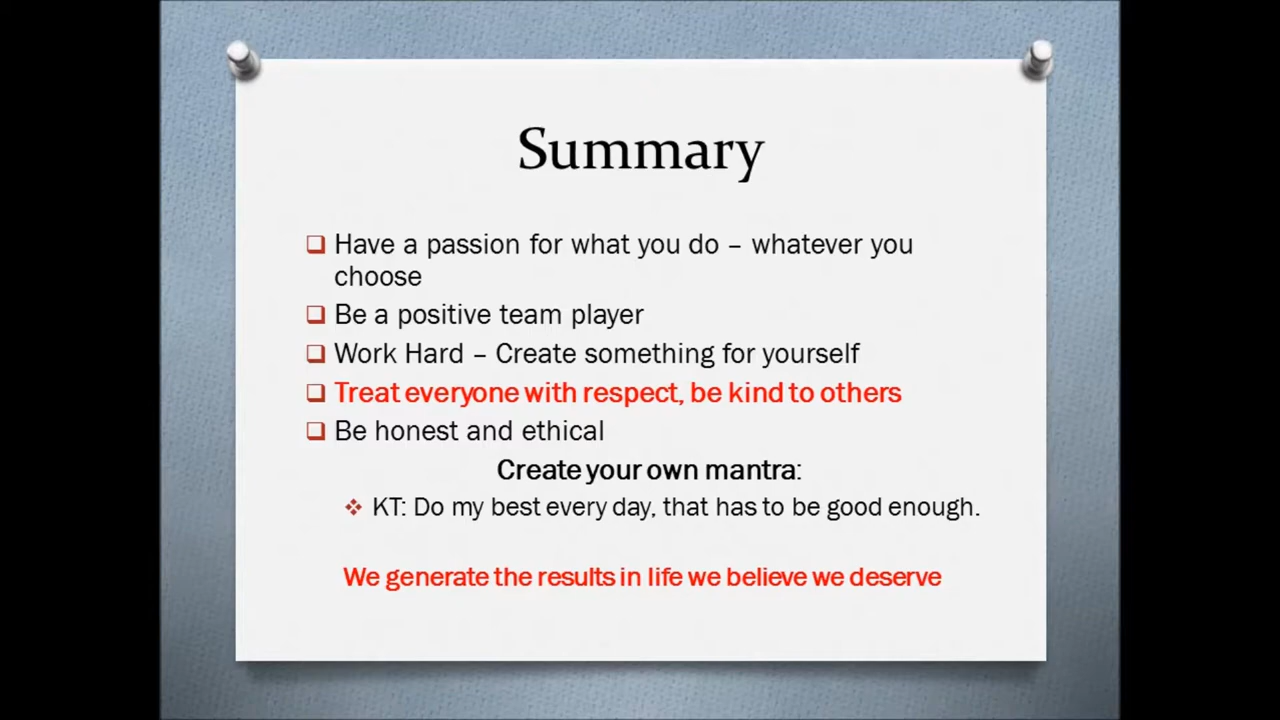 Summary
Have a passion for what you do – whatever you
choose
Be a positive team player
Work Hard – Create something for yourself
Treat everyone with respect, be kind to others
Be honest and ethical
Create your own mantra:
KT: Do my best every day, that has to be good enough.
We generate the results in life we believe we deserve